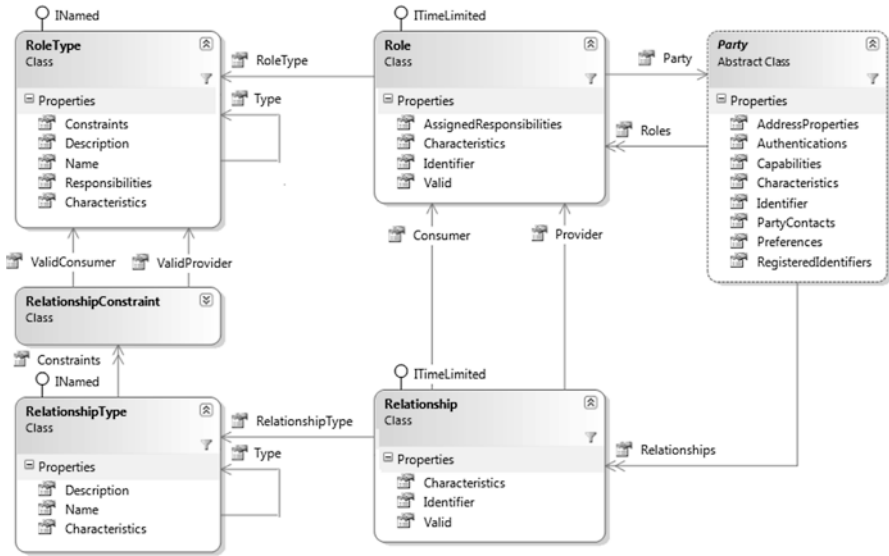 INamed
RoleType
Class
Properties
Constraints
Description
Name
Responsibilities
Characteristics
RoleType
Type
ITimeLimited
Role
Class
Properties
AssignedResponsibilities
Characteristics
Identifier
Valid
Party
Roles
Party
Abstract Class
Properties
AddressProperties
Authentications
Capabilities
Characteristics
Identifier
PartyContacts
Preferences
RegisteredIdentifiers
ValidConsumer
ValidProvider
Consumer
Provider
RelationshipConstraint
Class
Constraints
INamed
RelationshipType
Class
Properties
Description
Name
Characteristics
RelationshipType
Type
ITimeLimited
Relationship
Class
Properties
Characteristics
Identifier
Valid
Relationships